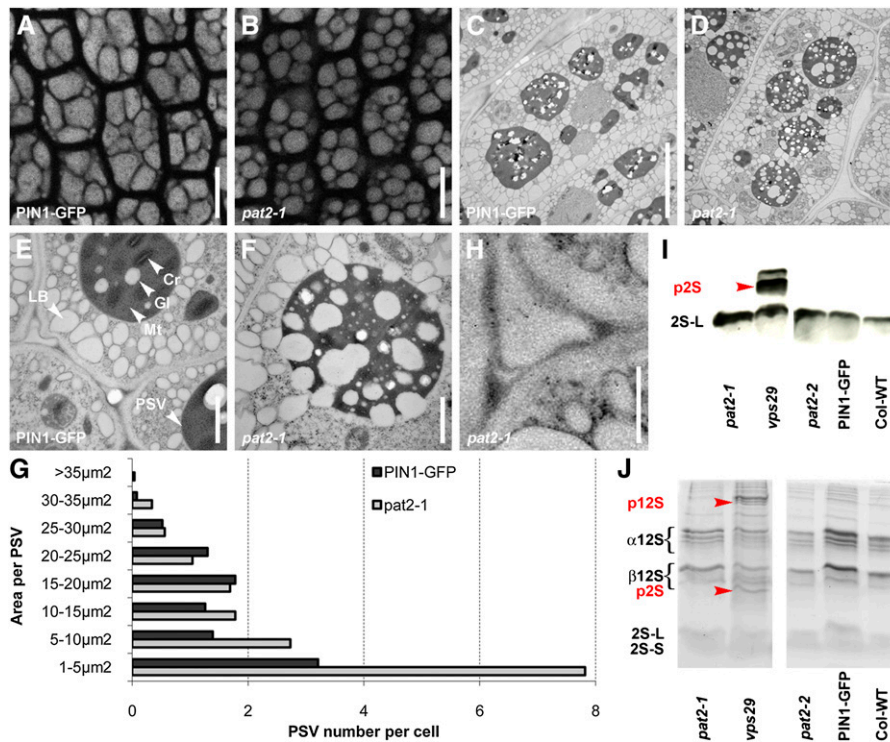 A
PIN1-GFP
B
pat2-1
C
PIN1-GFP
D
pat2-1
E
LB
Cr
Gl
Mt
PSV
PIN1-GFP
F
pat2-1
H
pat2-1
I
p2S
2S-L
pat2-1
vps29
pat2-2
PIN1-GFP
Col-WT
G
Area per PSV
>35µm2
30-35µm2
25-30µm2
20-25µm2
15-20µm2
10-15µm2
5-10µm2
1-5µm2
PIN1-GFP
pat2-1
0 2 4 6 8
PSV number per cell
J
p12S
α12S{
β12S{
p2S
2S-L
2S-S
pat2-1
vps29
pat2-2
PIN1-GFP
Col-WT